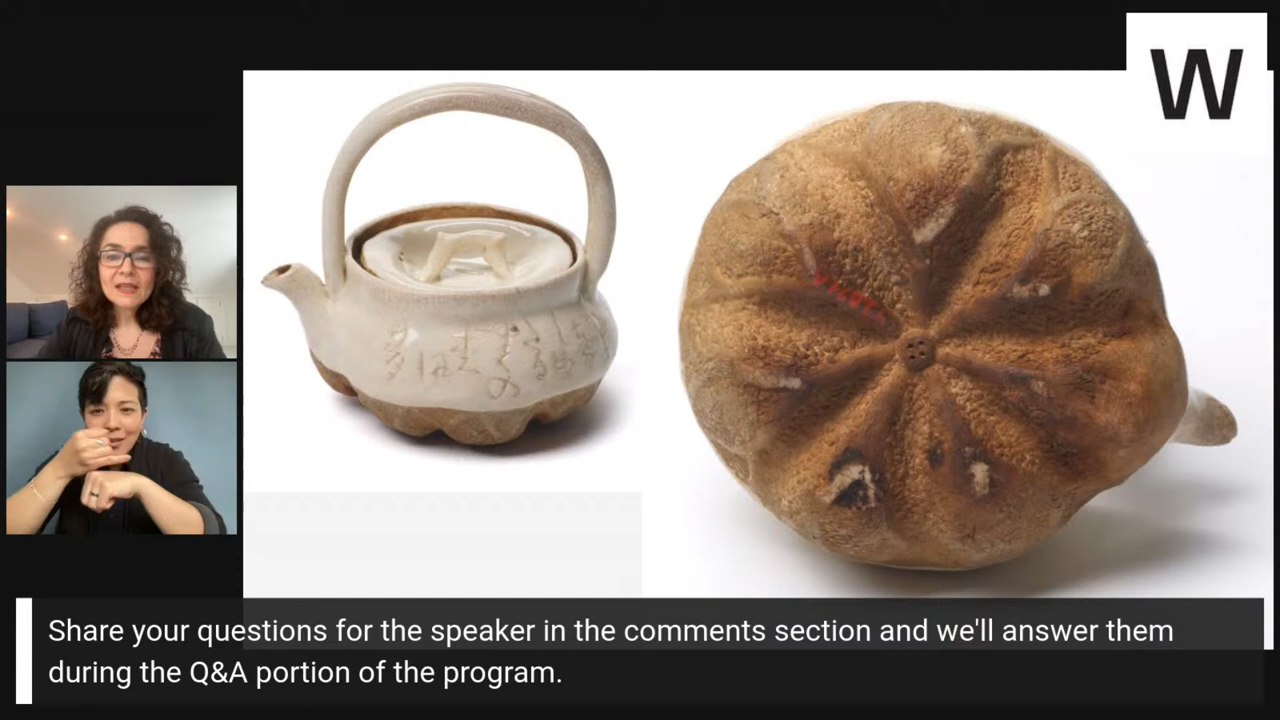 W
Share your questions for the speaker in the comments section and we'll answer them
during the Q&A portion of the program.